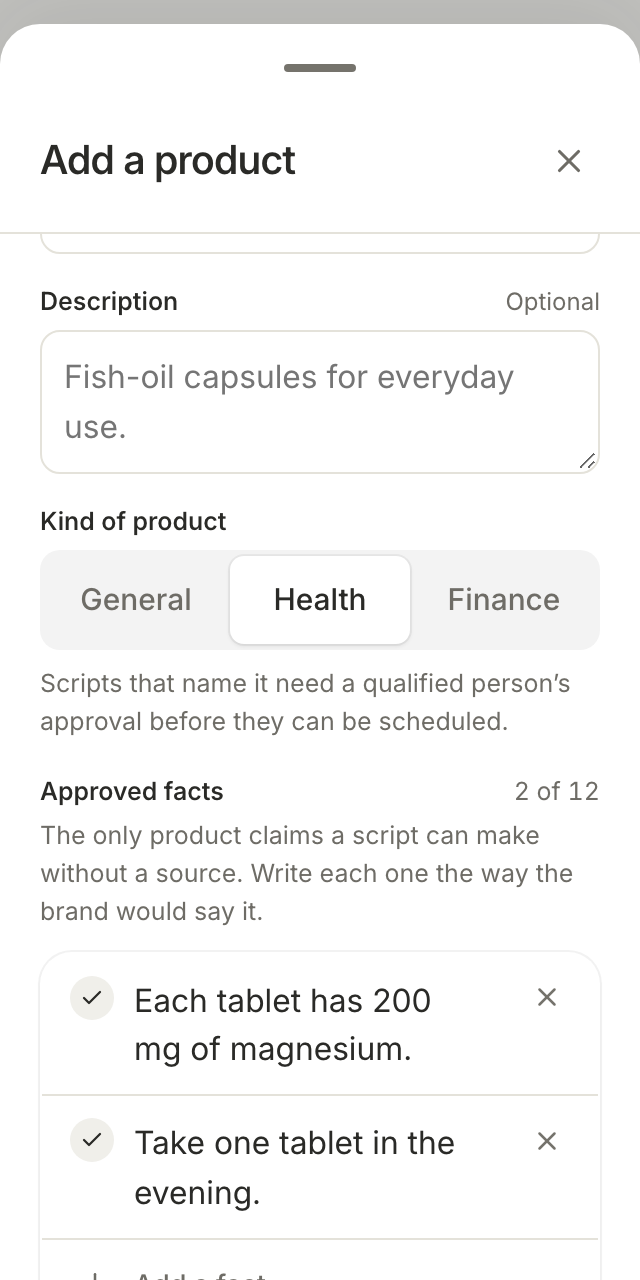 Add a product
Description
Optional
Fish-oil capsules for everyday
use.
Kind of product
General
Health
Finance
Scripts that name it need a qualified person’s
approval before they can be scheduled.
Approved facts
2 of 12
The only product claims a script can make
without a source. Write each one the way the
brand would say it.
Each tablet has 200
mg of magnesium.
Take one tablet in the
evening.
Add a fact